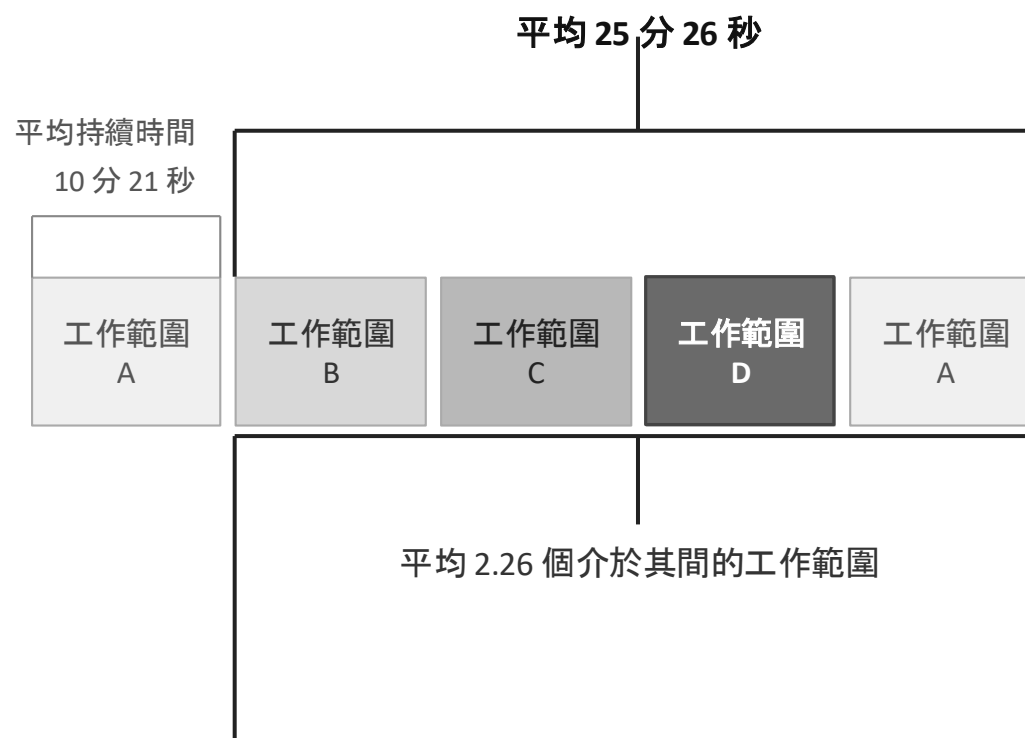 平均 25 分 26 秒
平均持續時間
10 分 21 秒
工作範圍
A
工作範圍
B
工作範圍
C
工作範圍
D
工作範圍
A
平均 2.26 個介於其間的工作範圍